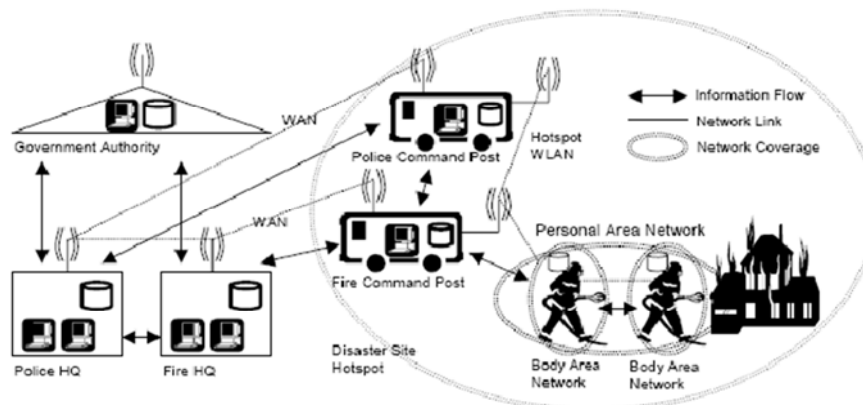 WAN
Government Authority
Police Command Post
Hotspot
WLAN
Information Flow
Network Link
Network Coverage
WAN
Fire Command Post
Personal Area Network
Police HQ
Fire HQ
Disaster Site
Hotspot
Body Area
Network
Body Area
Network